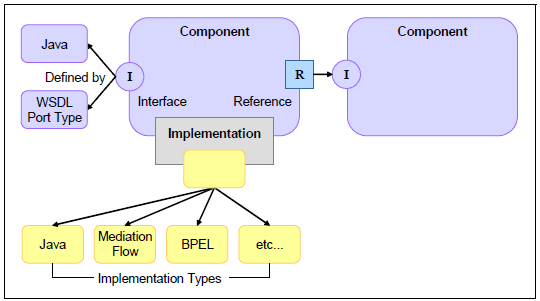 Component
Component
Java
Defined by
I
R
I
WSDL
Port Type
Interface
Reference
Implementation
Java
Mediation
Flow
BPEL
etc...
Implementation Types